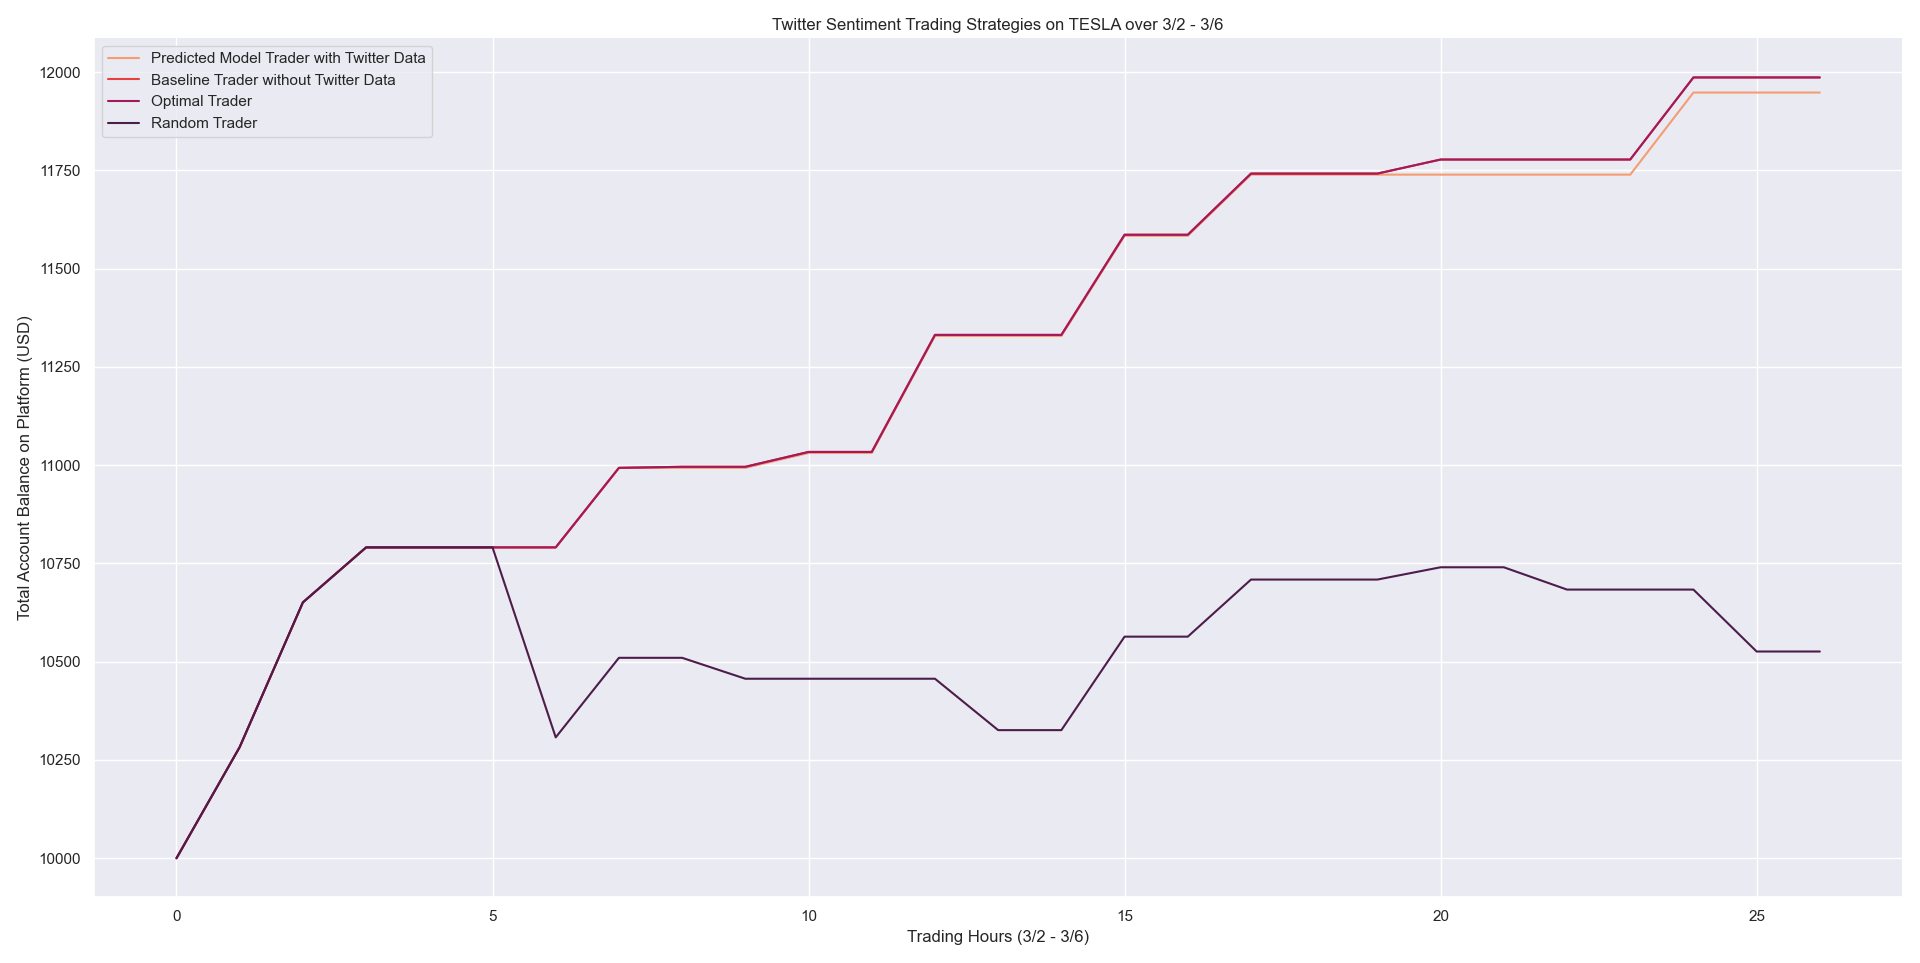 Twitter Sentiment Trading Strategies on TESLA over 3/2 - 3/6
Predicted Model Trader with Twitter Data
Baseline Trader without Twitter Data
Optimal Trader
Random Trader
Total Account Balance on Platform (USD)
12000
11750
11500
11250
11000
10750
10500
10250
10000
0 5 10 15 20 25
Trading Hours (3/2 - 3/6)